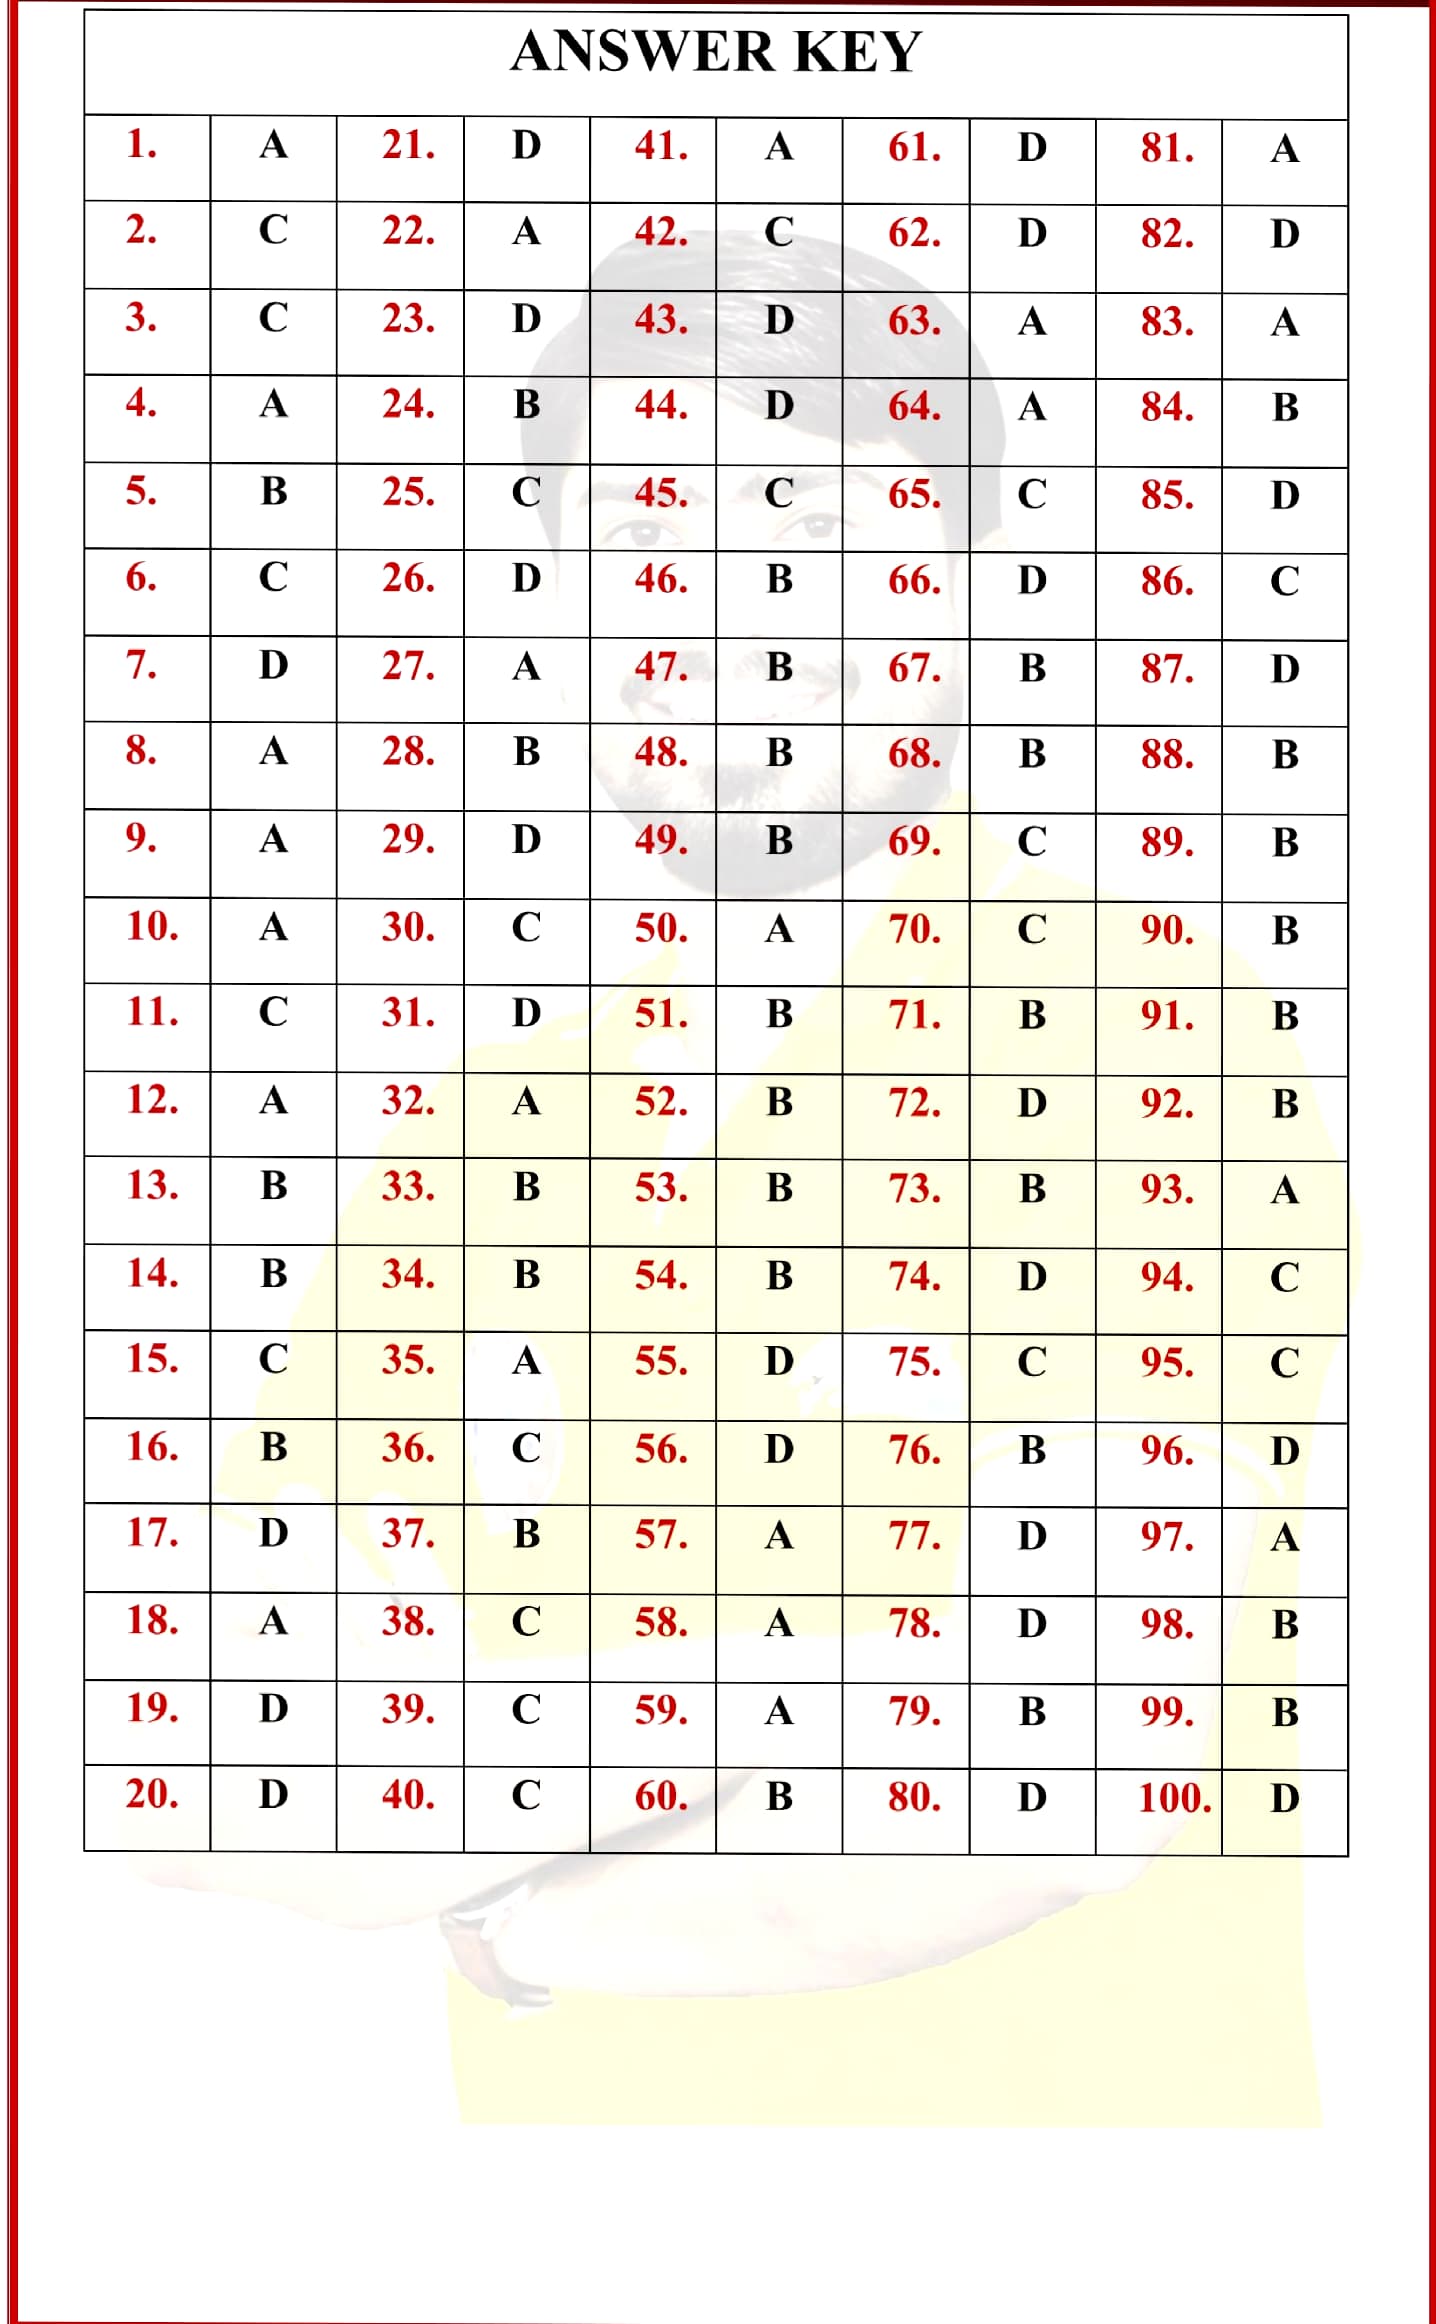 ANSWER KEY
1. A 21. D 41. A 61. D 81. A
2. C 22. A 42. C 62. D 82. D
3. C 23. D 43. D 63. A 83. A
4. A 24. B 44. D 64. A 84. B
5. B 25. C 45. C 65. C 85. D
6. C 26. D 46. B 66. D 86. C
7. D 27. A 47. B 67. B 87. D
8. A 28. B 48. B 68. B 88. B
9. A 29. D 49. B 69. C 89. B
10. A 30. C 50. A 70. C 90. B
11. C 31. D 51. B 71. B 91. B
12. A 32. A 52. B 72. D 92. B
13. B 33. B 53. B 73. B 93. A
14. B 34. B 54. B 74. D 94. C
15. C 35. A 55. D 75. C 95. C
16. B 36. C 56. D 76. B 96. D
17. D 37. B 57. A 77. D 97. A
18. A 38. C 58. A 78. D 98. B
19. D 39. C 59. A 79. B 99. B
20. D 40. C 60. B 80. D 100. D